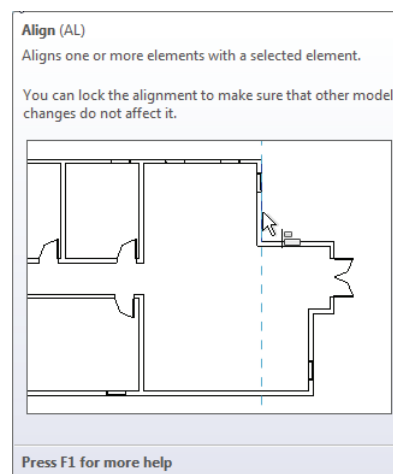 Align (AL)
Aligns one or more elements with a selected element.
You can lock the alignment to make sure that other model
changes do not affect it.
Press F1 for more help